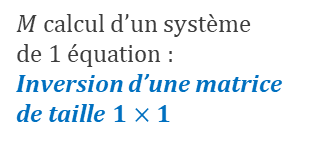 M calcul d’un système
de 1 équation :
Inversion d’une matrice
de taille 1 × 1